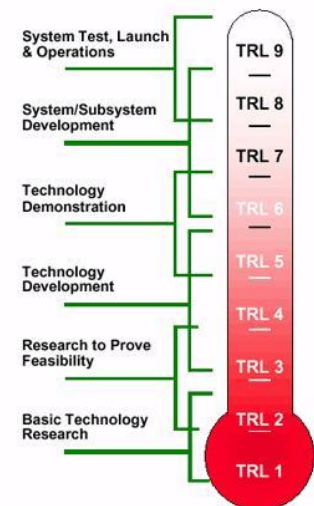 System Test, Launch
& Operations
System/Subsystem
Development
Technology
Demonstration
Technology
Development
Research to Prove
Feasibility
Basic Technology
Research
TRL 9
TRL 8
TRL 7
TRL 6
TRL 5
TRL 4
TRL 3
TRL 2
TRL 1